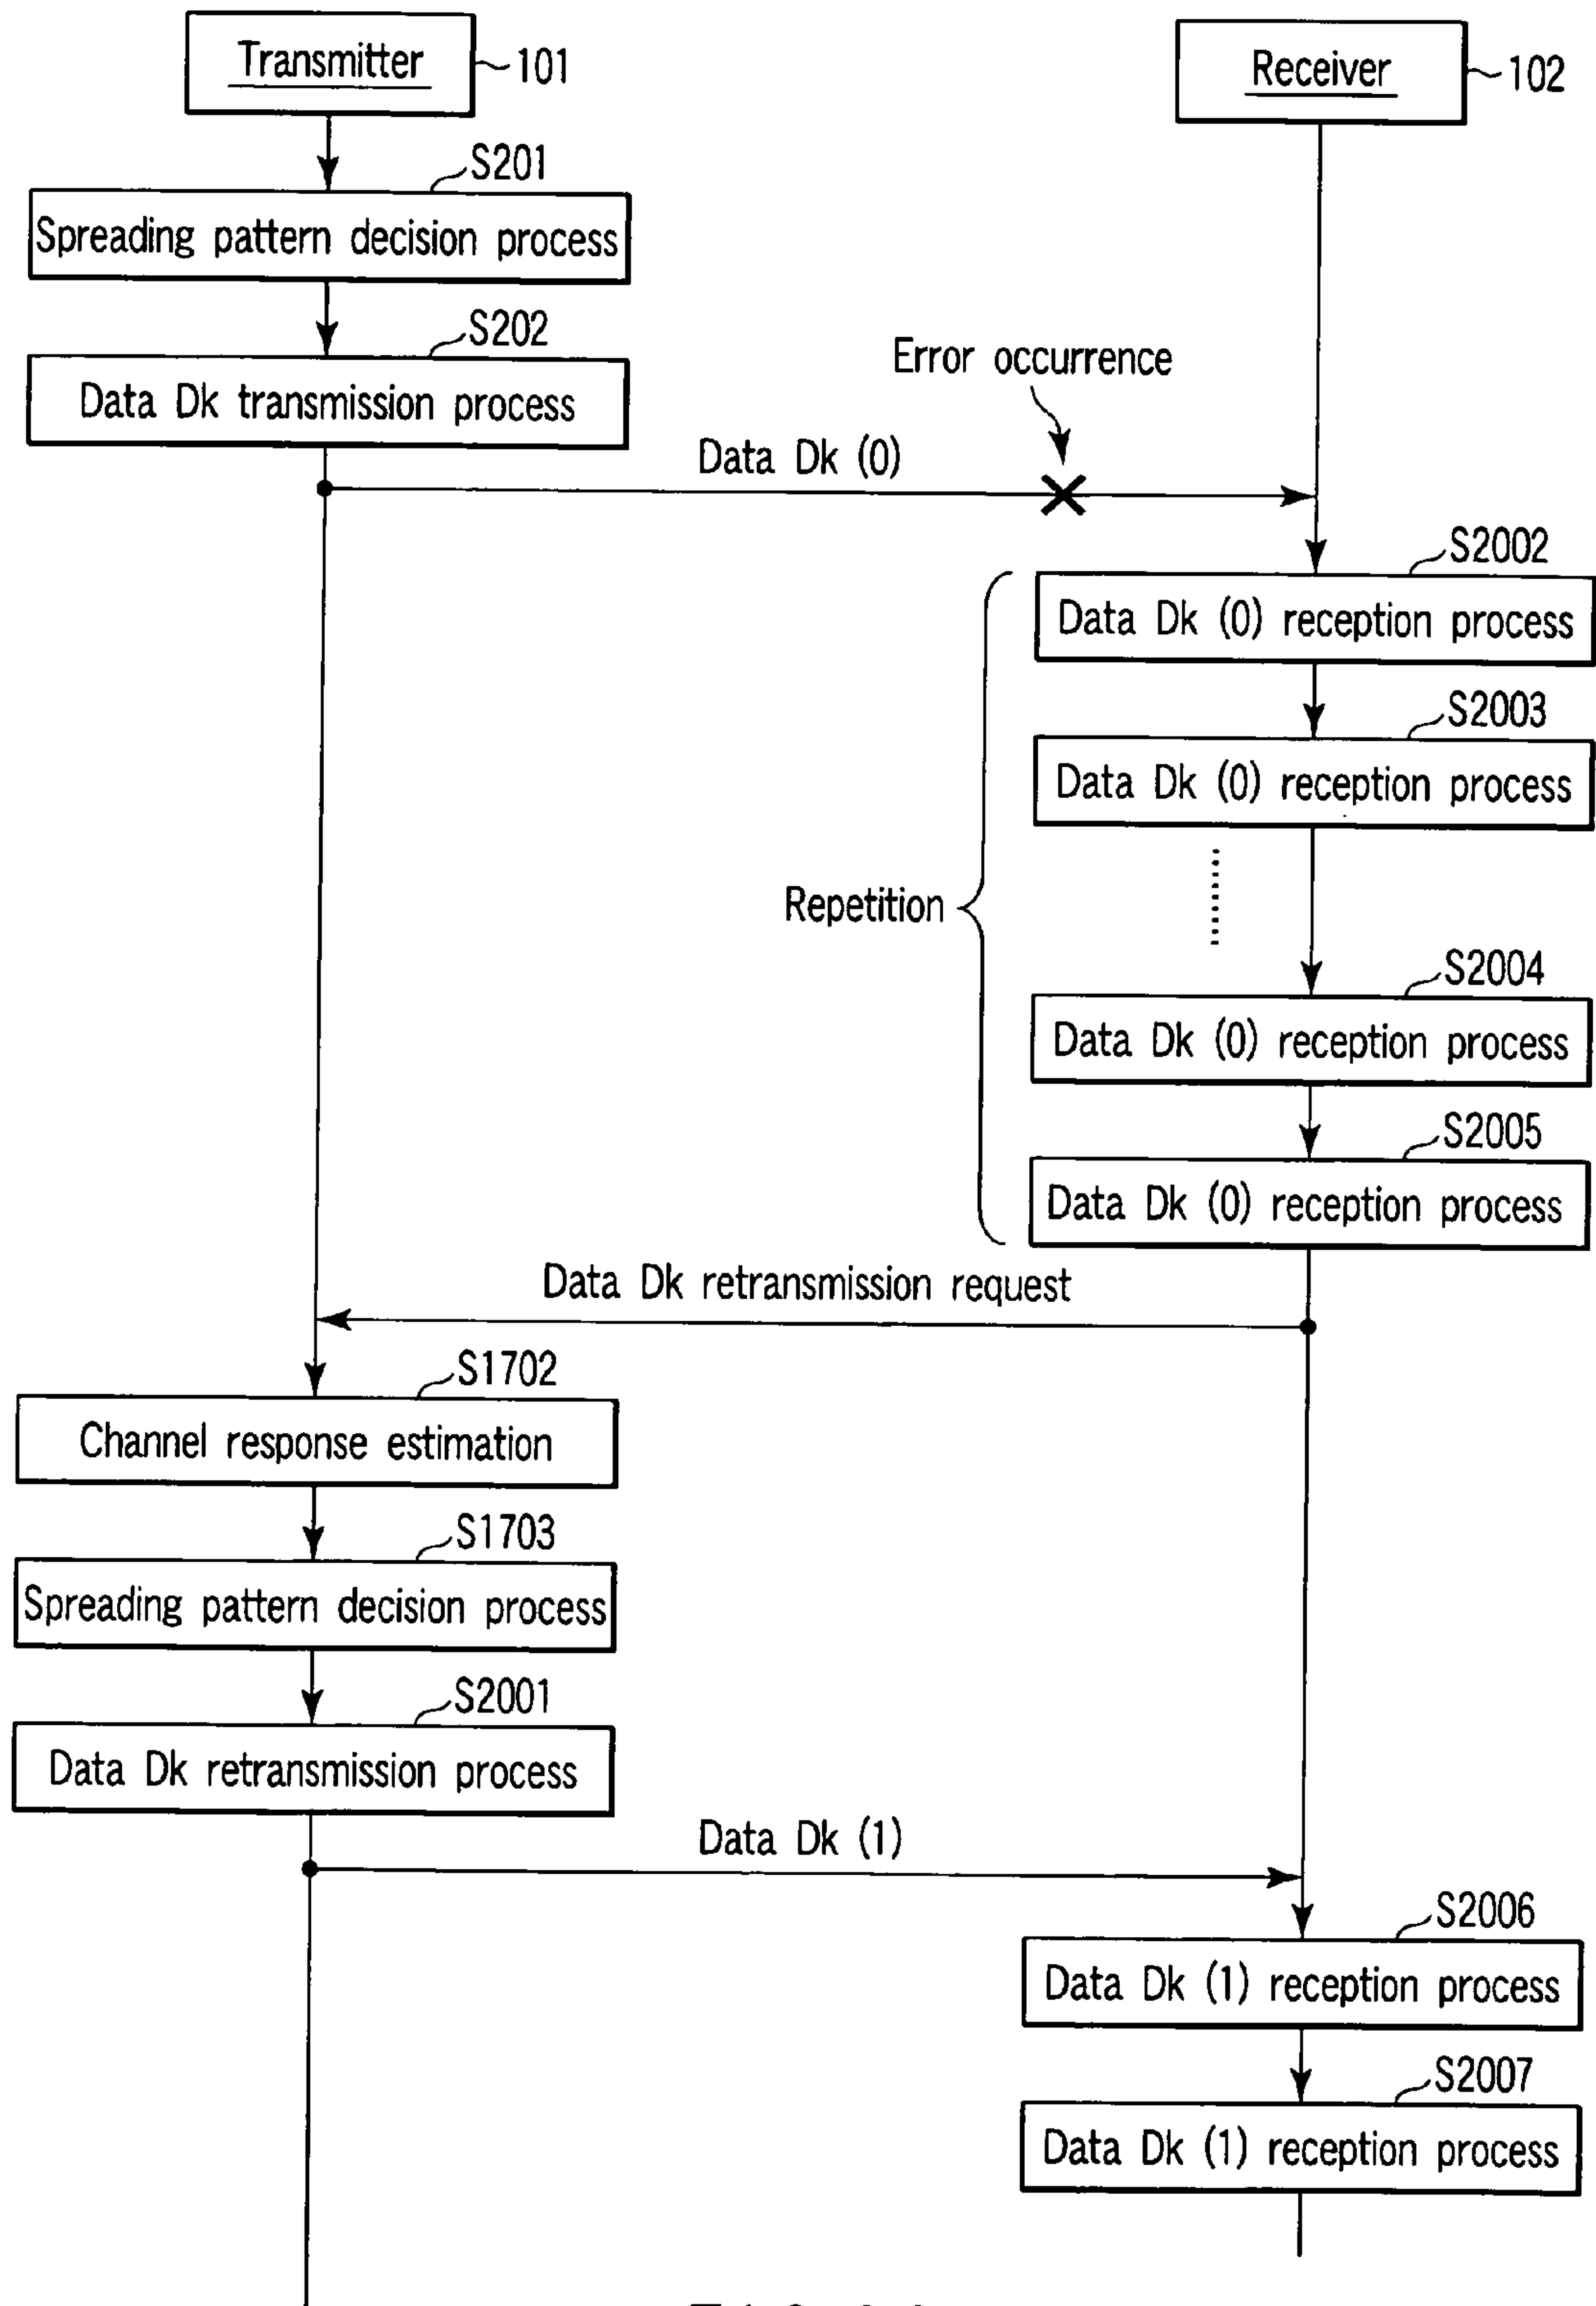 Transmitter
101
Receiver
102
S201
Spreading pattern decision process
S202
Data Dk transmission process
Error occurrence
Data Dk (0)
S2002
Data Dk (0) reception process
S2003
Data Dk (0) reception process
Repetition
S2004
Data Dk (0) reception process
S2005
Data Dk (0) reception process
Data Dk retransmission request
S1702
Channel response estimation
S1703
Spreading pattern decision process
S2001
Data Dk retransmission process
Data Dk (1)
S2006
Data Dk (1) reception process
S2007
Data Dk (1) reception process